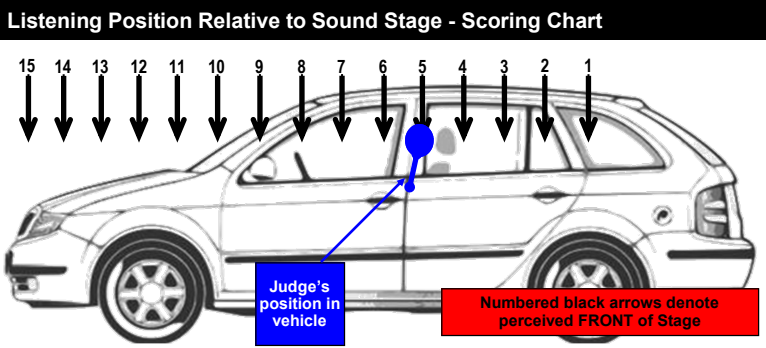 Listening Position Relative to Sound Stage - Scoring Chart
15 14 13 12 11 10 9 8 7 6 5 4 3 2 1
Judge's
position in
vehicle
Numbered black arrows denote
perceived FRONT of Stage